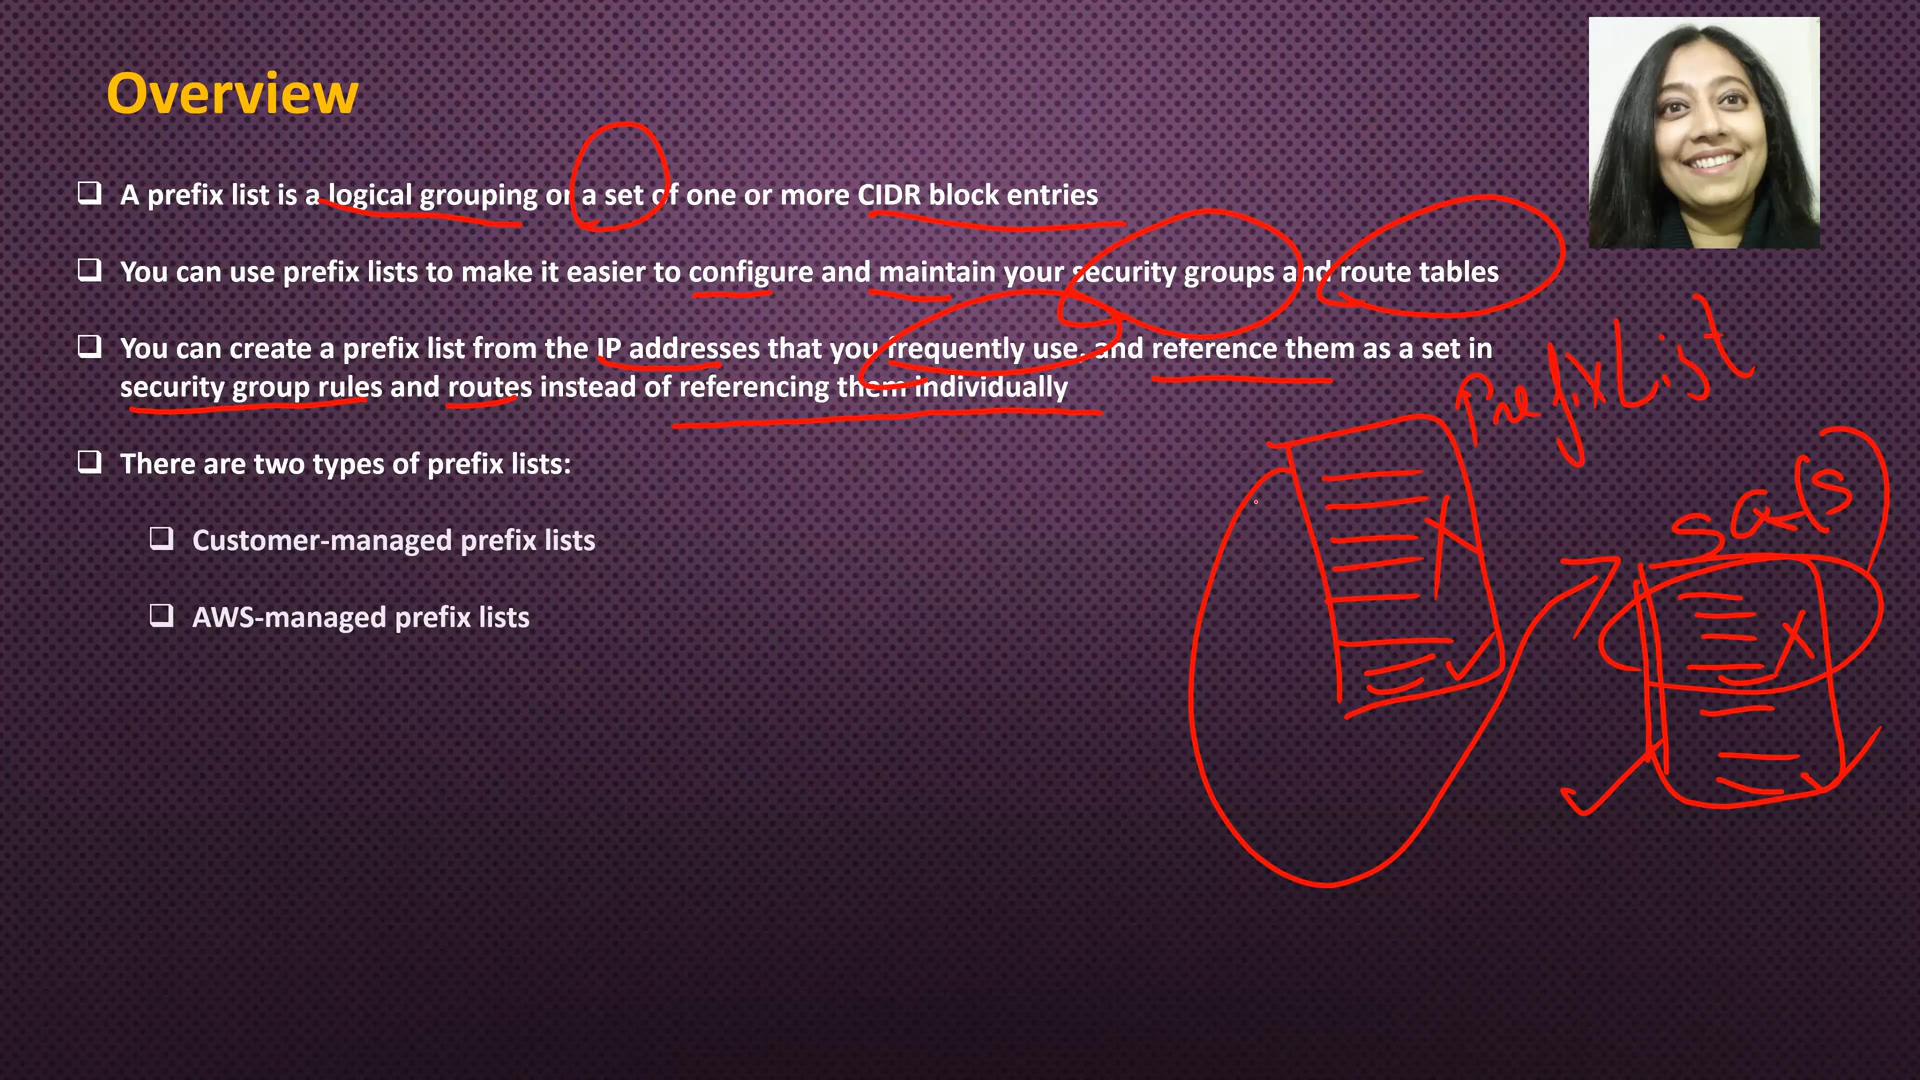 Overview
A prefix list is a logical grouping or a set of one or more CIDR block entries
You can use prefix lists to make it easier to configure and maintain your security groups and route tables
You can create a prefix list from the IP addresses that you frequently use, and reference them as a set in
security group rules and routes instead of referencing them individually
Prefix List
There are two types of prefix lists:
Customer-managed prefix lists
AWS-managed prefix lists